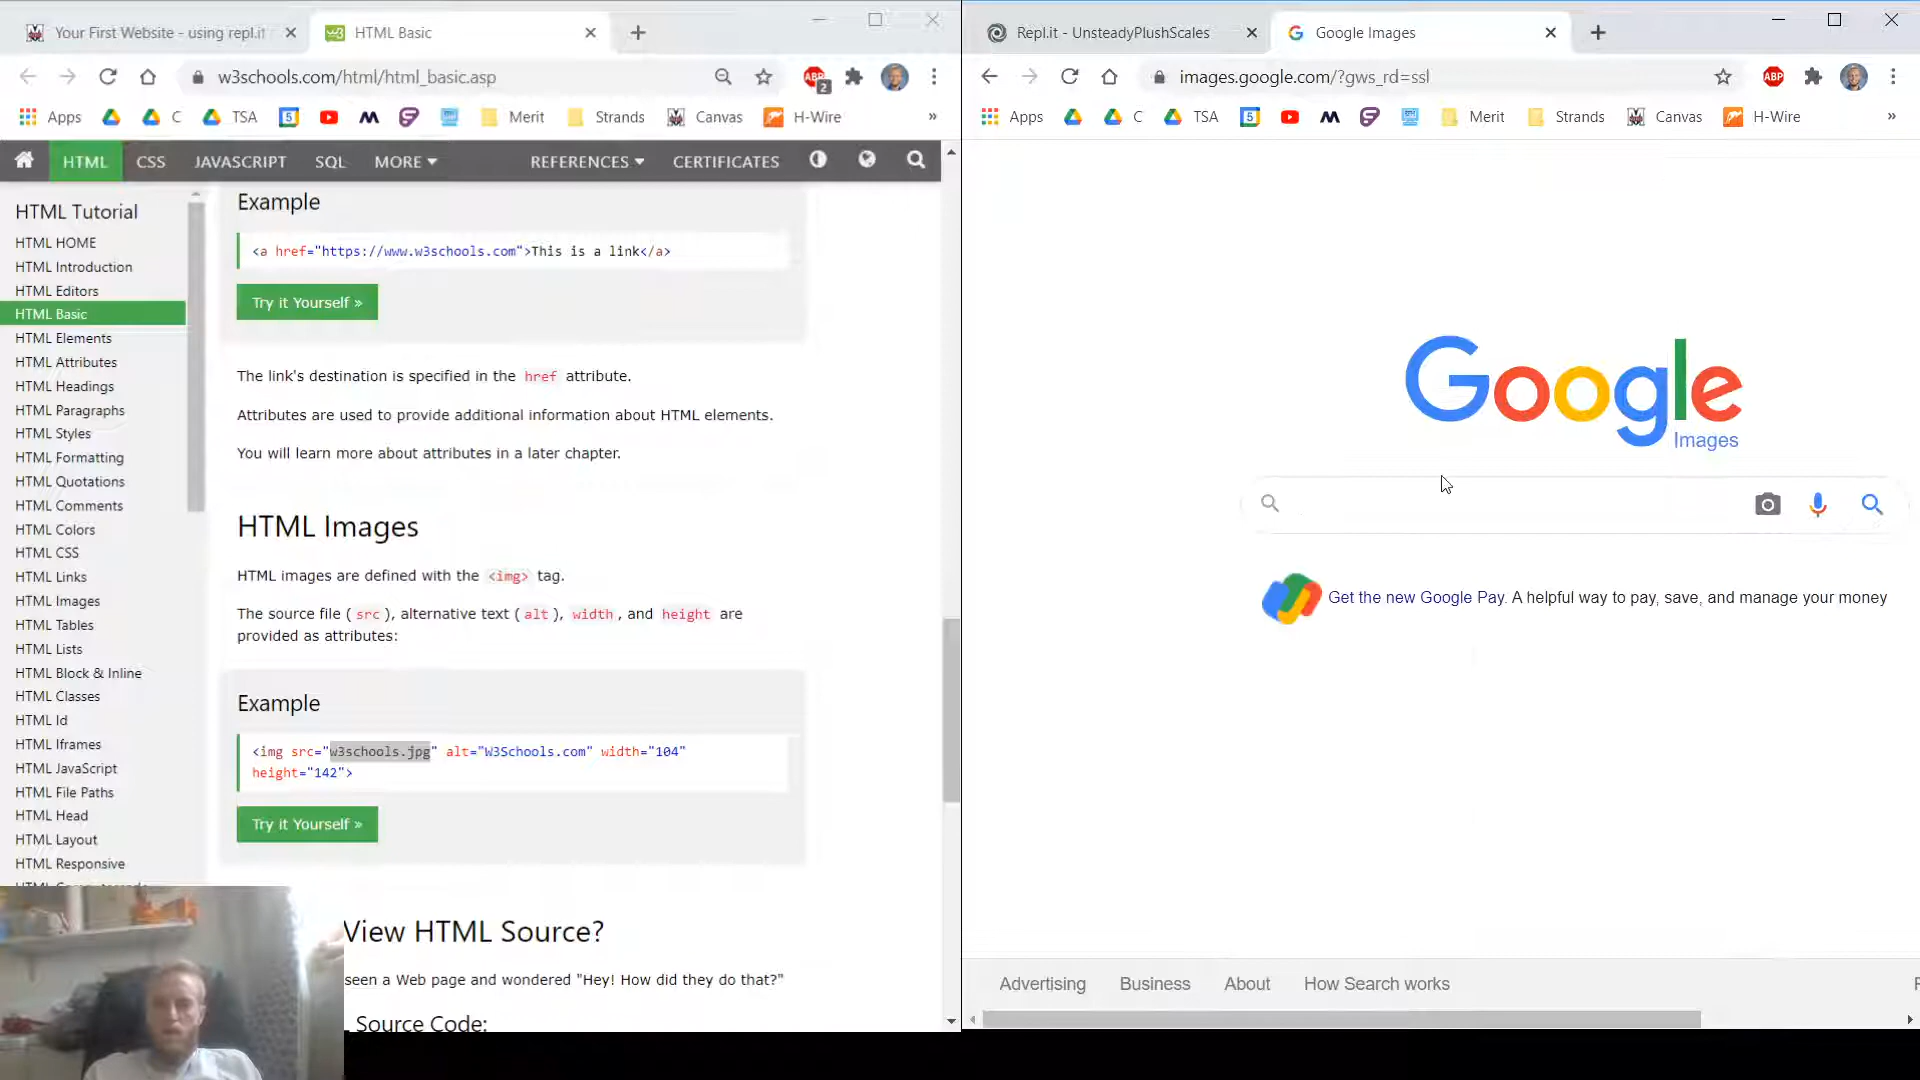 Your First Website - using repl.it
HTML Basic
w3schools.com/html/html_basic.asp
ABP
2
Apps
C
TSA
5
Merit
Strands
Canvas
H-Wire
»
HTML
CSS
JAVASCRIPT
SQL
MORE
REFERENCES
CERTIFICATES
HTML Tutorial
HTML HOME
HTML Introduction
HTML Editors
HTML Basic
HTML Elements
HTML Attributes
HTML Headings
HTML Paragraphs
HTML Styles
HTML Formatting
HTML Quotations
HTML Comments
HTML Colors
HTML CSS
HTML Links
HTML Images
HTML Tables
HTML Lists
HTML Block & Inline
HTML Classes
HTML Id
HTML Iframes
HTML JavaScript
HTML File Paths
HTML Head
HTML Layout
HTML Responsive
Example
<a href="https://www.w3schools.com">This is a link</a>
Try it Yourself »
The link's destination is specified in the href attribute.
Attributes are used to provide additional information about HTML elements.
You will learn more about attributes in a later chapter.
HTML Images
HTML images are defined with the <img> tag.
The source file (src), alternative text (alt), width, and height are
provided as attributes:
Example
<img src="w3schools.jpg" alt="W3Schools.com" width="104"
height="142">
Try it Yourself »
View HTML Source?
seen a Web page and wondered "Hey! How did they do that?"
Source Code:
Repl.it - UnsteadyPlushScales
Google Images
images.google.com/?gws_rd=ssl
ABP
Apps
C
TSA
5
Merit
Strands
Canvas
H-Wire
»
Google
Images
Get the new Google Pay. A helpful way to pay, save, and manage your money
Advertising
Business
About
How Search works